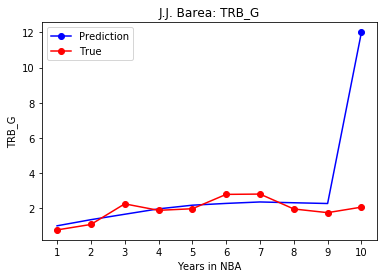 J.J. Barea: TRB_G
Prediction
True
12
10
8
6
4
2
TRB_G
1 2 3 4 5 6 7 8 9 10
Years in NBA